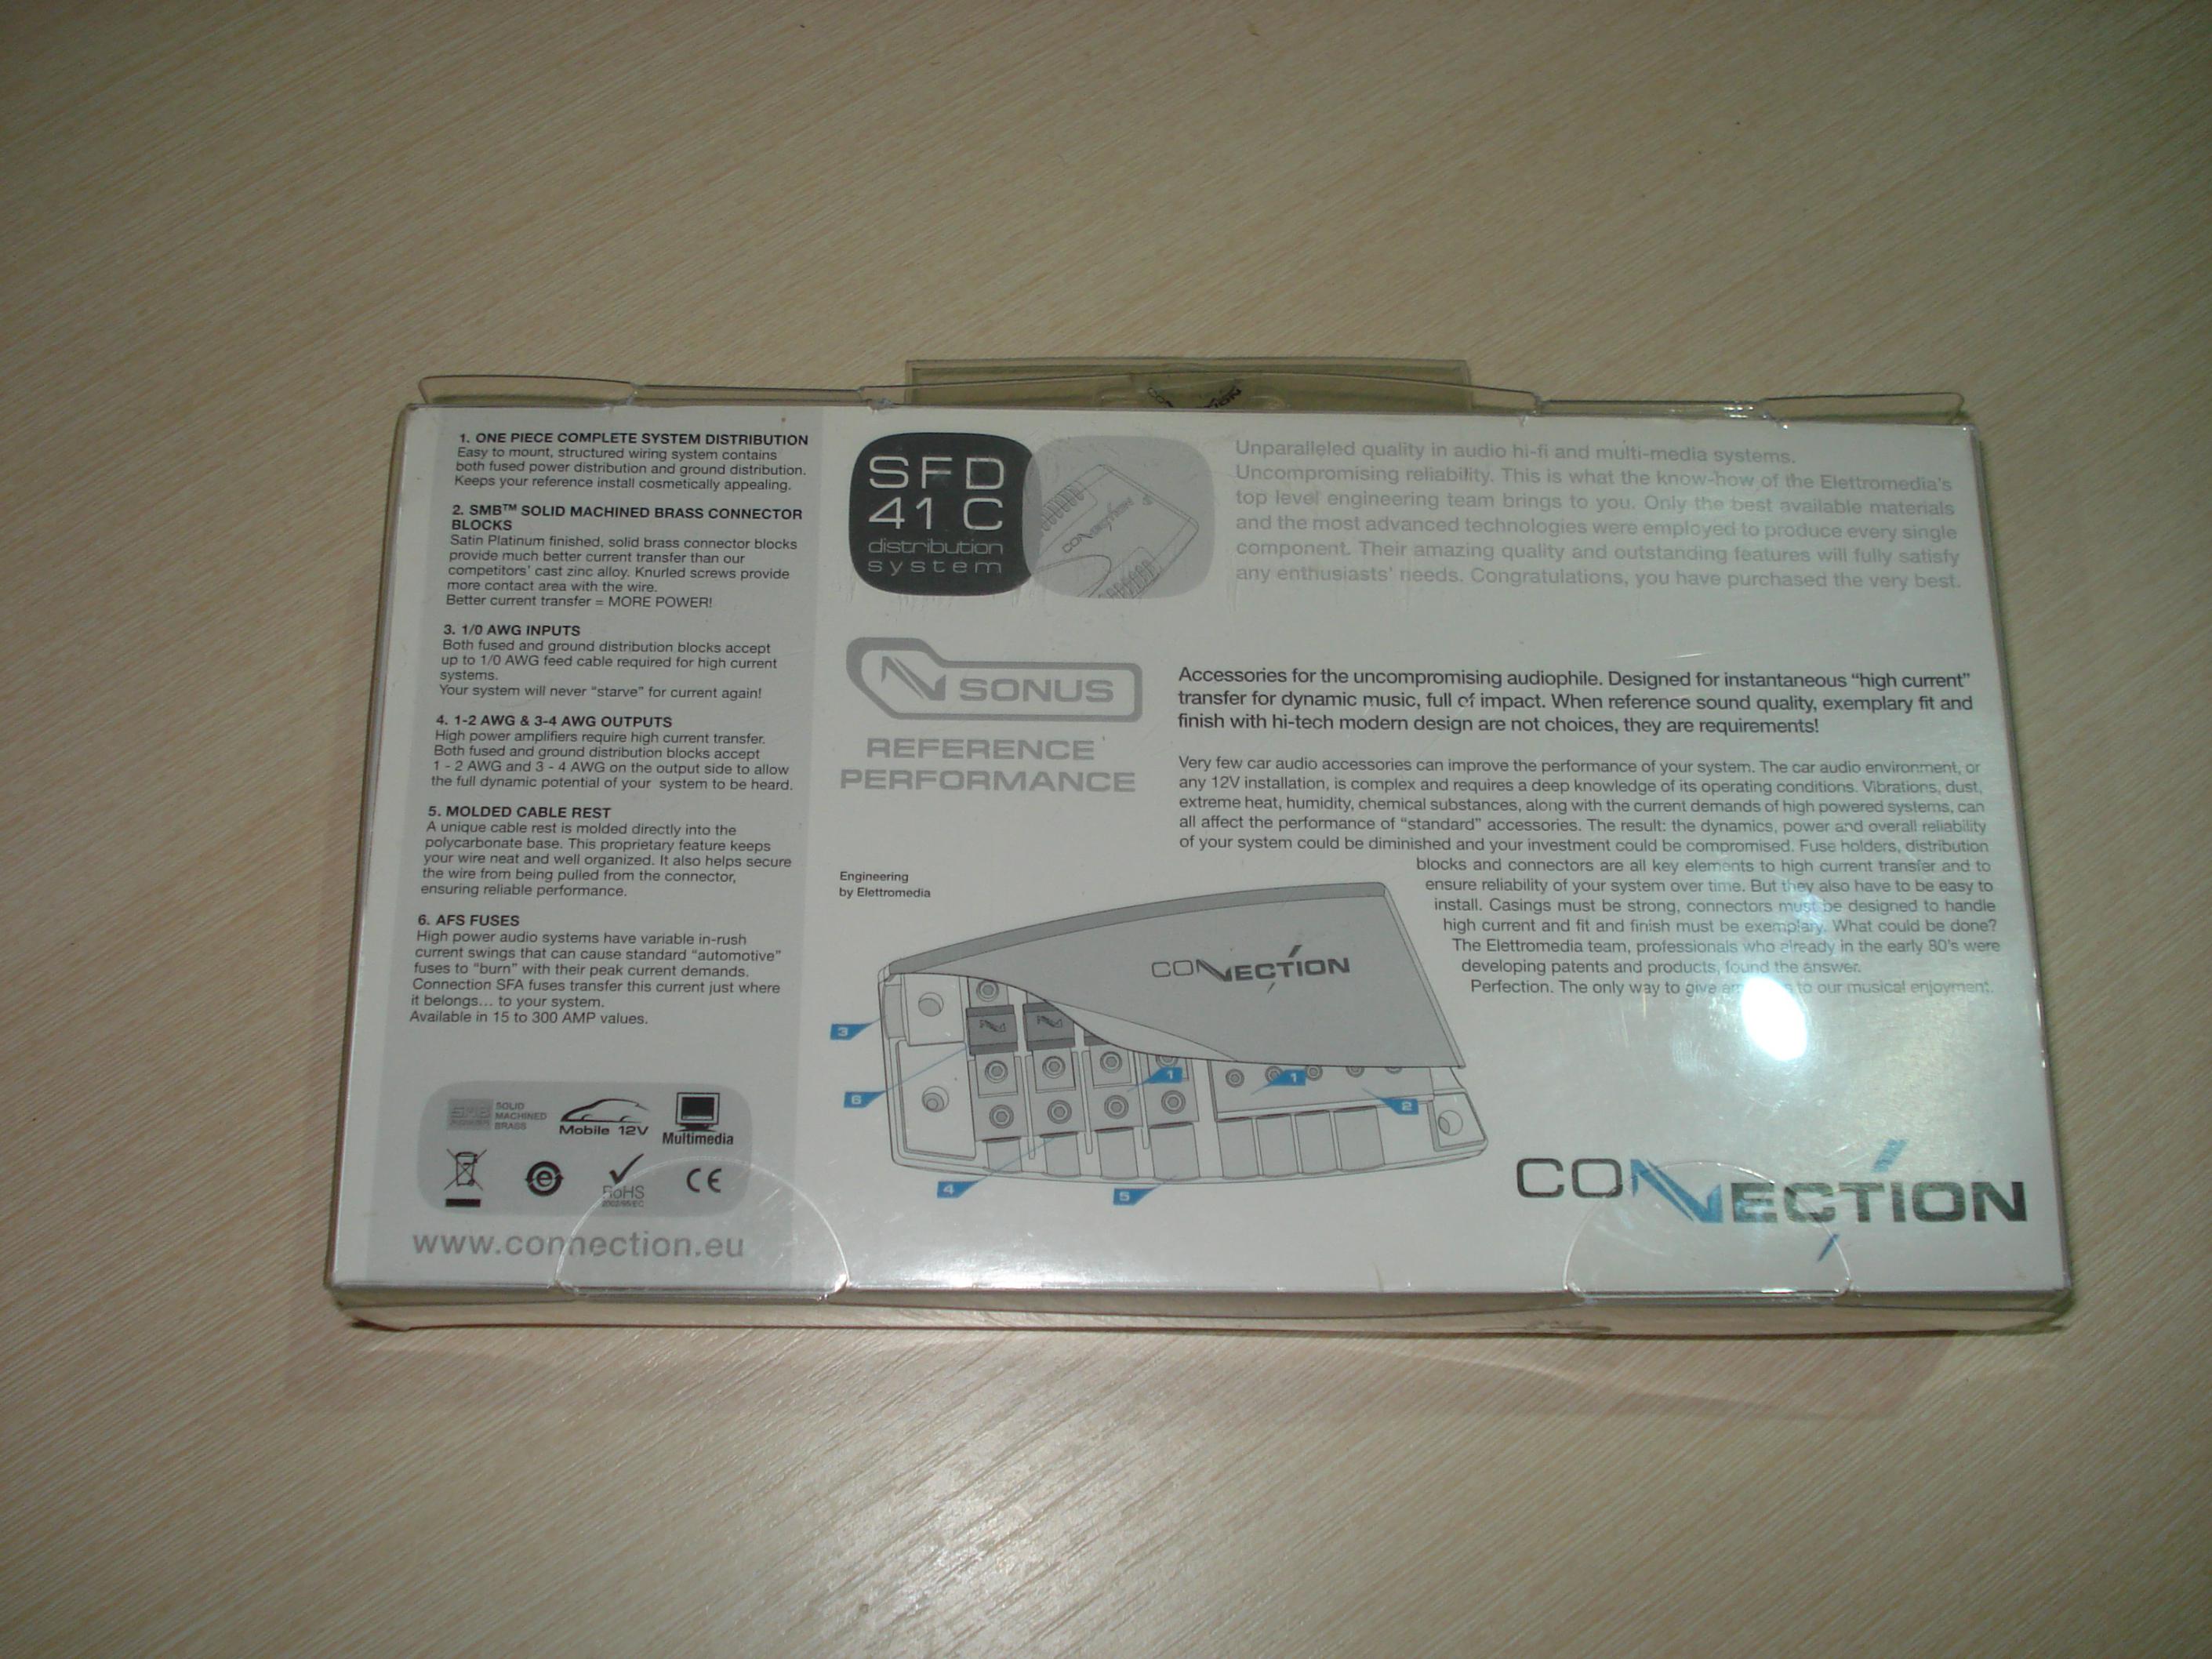 1. ONE PIECE COMPLETE SYSTEM DISTRIBUTION
Easy to mount, structured wiring system contains
both fused power distribution and ground distribution.
Keeps your reference install cosmetically appealing.
2. SMB™ SOLID MACHINED BRASS CONNECTOR
BLOCKS
Satin Platinum finished, solid brass connector blocks
provide much better current transfer than our
competitors' cast zinc alloy. Knurled screws provide
more contact area with the wire.
Better current transfer = MORE POWER!
3. 1/0 AWG INPUTS
Both fused and ground distribution blocks accept
up to 1/0 AWG feed cable required for high current
systems.
Your system will never “starve” for current again!
4. 1-2 AWG & 3-4 AWG OUTPUTS
High power amplifiers require high current transfer.
Both fused and ground distribution blocks accept
1 - 2 AWG and 3 - 4 AWG on the output side to allow
the full dynamic potential of your system to be heard.
5. MOLDED CABLE REST
A unique cable rest is molded directly into the
polycarbonate base. This proprietary feature keeps
your wire neat and well organized. It also helps secure
the wire from being pulled from the connector,
ensuring reliable performance.
6. AFS FUSES
High power audio systems have variable in-rush
current swings that can cause standard “automotive”
fuses to “burn” with their peak current demands.
Connection SFA fuses transfer this current just where
it belongs... to your system.
Available in 15 to 300 AMP values.
SMB
SOLID
MACHINED
BRASS
Mobile 12V
Multimedia
e
RoHS
2002/95/EC
CE
www.connection.eu
SFD
41 C
distribution
system
CONNECTION
SONUS
REFERENCE
PERFORMANCE
Engineering
by Elettromedia
Unparalleled quality in audio hi-fi and multi-media systems.
Uncompromising reliability. This is what the know-how of the Elettromedia's
top level engineering team brings to you. Only the best available materials
and the most advanced technologies were employed to produce every single
component. Their amazing quality and outstanding features will fully satisfy
any enthusiasts' needs. Congratulations, you have purchased the very best.
Accessories for the uncompromising audiophile. Designed for instantaneous “high current”
transfer for dynamic music, full of impact. When reference sound quality, exemplary fit and
finish with hi-tech modern design are not choices, they are requirements!
Very few car audio accessories can improve the performance of your system. The car audio environment, or
any 12V installation, is complex and requires a deep knowledge of its operating conditions. Vibrations, dust,
extreme heat, humidity, chemical substances, along with the current demands of high powered systems, can
all affect the performance of “standard” accessories. The result: the dynamics, power and overall reliability
of your system could be diminished and your investment could be compromised. Fuse holders, distribution
blocks and connectors are all key elements to high current transfer and to
ensure reliability of your system over time. But they also have to be easy to
install. Casings must be strong, connectors must be designed to handle
high current and fit and finish must be exemplary. What could be done?
The Elettromedia team, professionals who already in the early 80's were
developing patents and products, found the answer.
Perfection. The only way to give to our musical enjoyment.
CONNECTION
3
6
1
1
2
4
5
CONNECTION